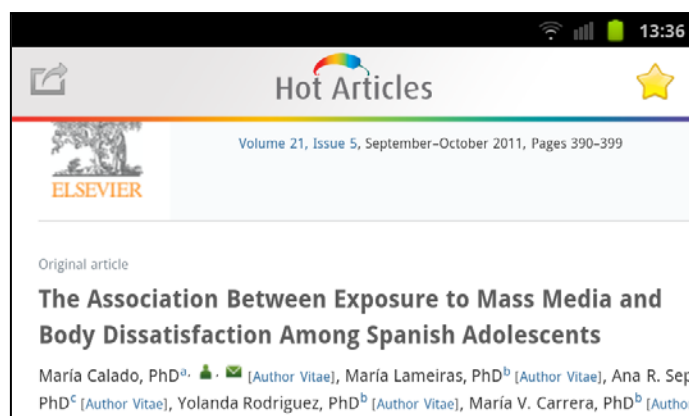 13:36
Hot Articles
Volume 21, Issue 5, September–October 2011, Pages 390–399
ELSEVIER
Original article
The Association Between Exposure to Mass Media and
Body Dissatisfaction Among Spanish Adolescents
María Calado, PhDᵃ, · [Author Vitae], María Lameiras, PhDᵇ [Author Vitae], Ana R. Sep
PhDᶜ [Author Vitae], Yolanda Rodriguez, PhDᵇ [Author Vitae], María V. Carrera, PhDᵇ [Autho